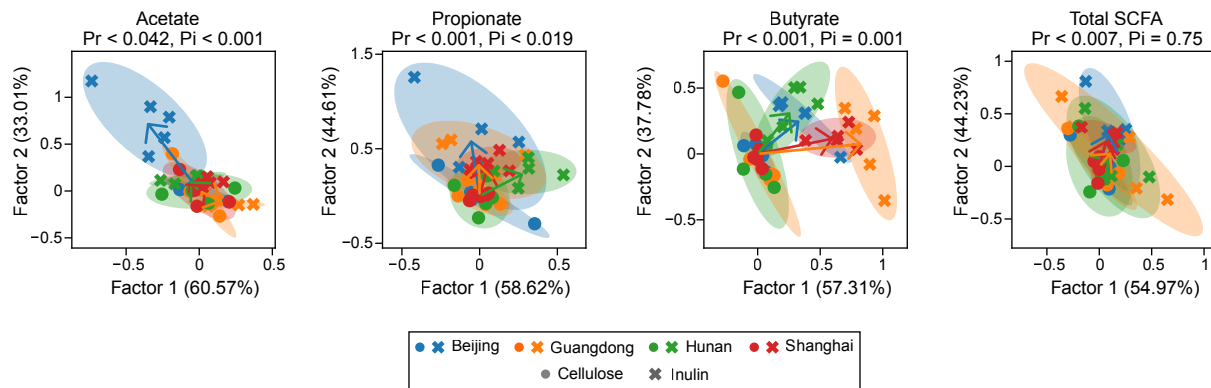 Acetate
Pr < 0.042, Pi < 0.001
Factor 2 (33.01%)
1
0.5
0
−0.5
−0.5
0
0.5
Factor 1 (60.57%)
Propionate
Pr < 0.001, Pi < 0.019
Factor 2 (44.61%)
1.5
0.5
−0.5
−0.5
0
0.5
Factor 1 (58.62%)
Butyrate
Pr < 0.001, Pi = 0.001
Factor 2 (37.78%)
0.5
0
−0.5
0
0.5
1
Factor 1 (57.31%)
Total SCFA
Pr < 0.007, Pi = 0.75
Factor 2 (44.23%)
1
0.5
0
−0.5
−0.5
0
0.5
Factor 1 (54.97%)
Beijing
Guangdong
Hunan
Shanghai
Cellulose
Inulin